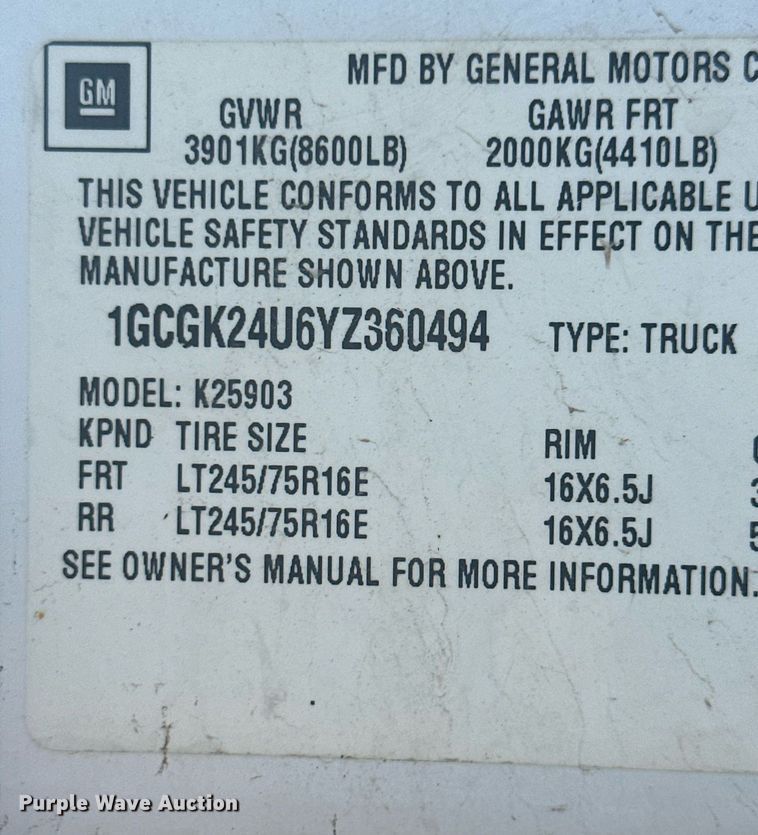 GM
MFD BY GENERAL MOTORS C
GVWR GAWR FRT
3901KG(8600LB) 2000KG(4410LB)
THIS VEHICLE CONFORMS TO ALL APPLICABLE U
VEHICLE SAFETY STANDARDS IN EFFECT ON THE
MANUFACTURE SHOWN ABOVE.
1GCGK24U6YZ360494 TYPE: TRUCK
MODEL: K25903
KPND TIRE SIZE RIM
FRT LT245/75R16E 16X6.5J 3
RR LT245/75R16E 16X6.5J 5
SEE OWNER'S MANUAL FOR MORE INFORMATION.
Purple Wave Auction